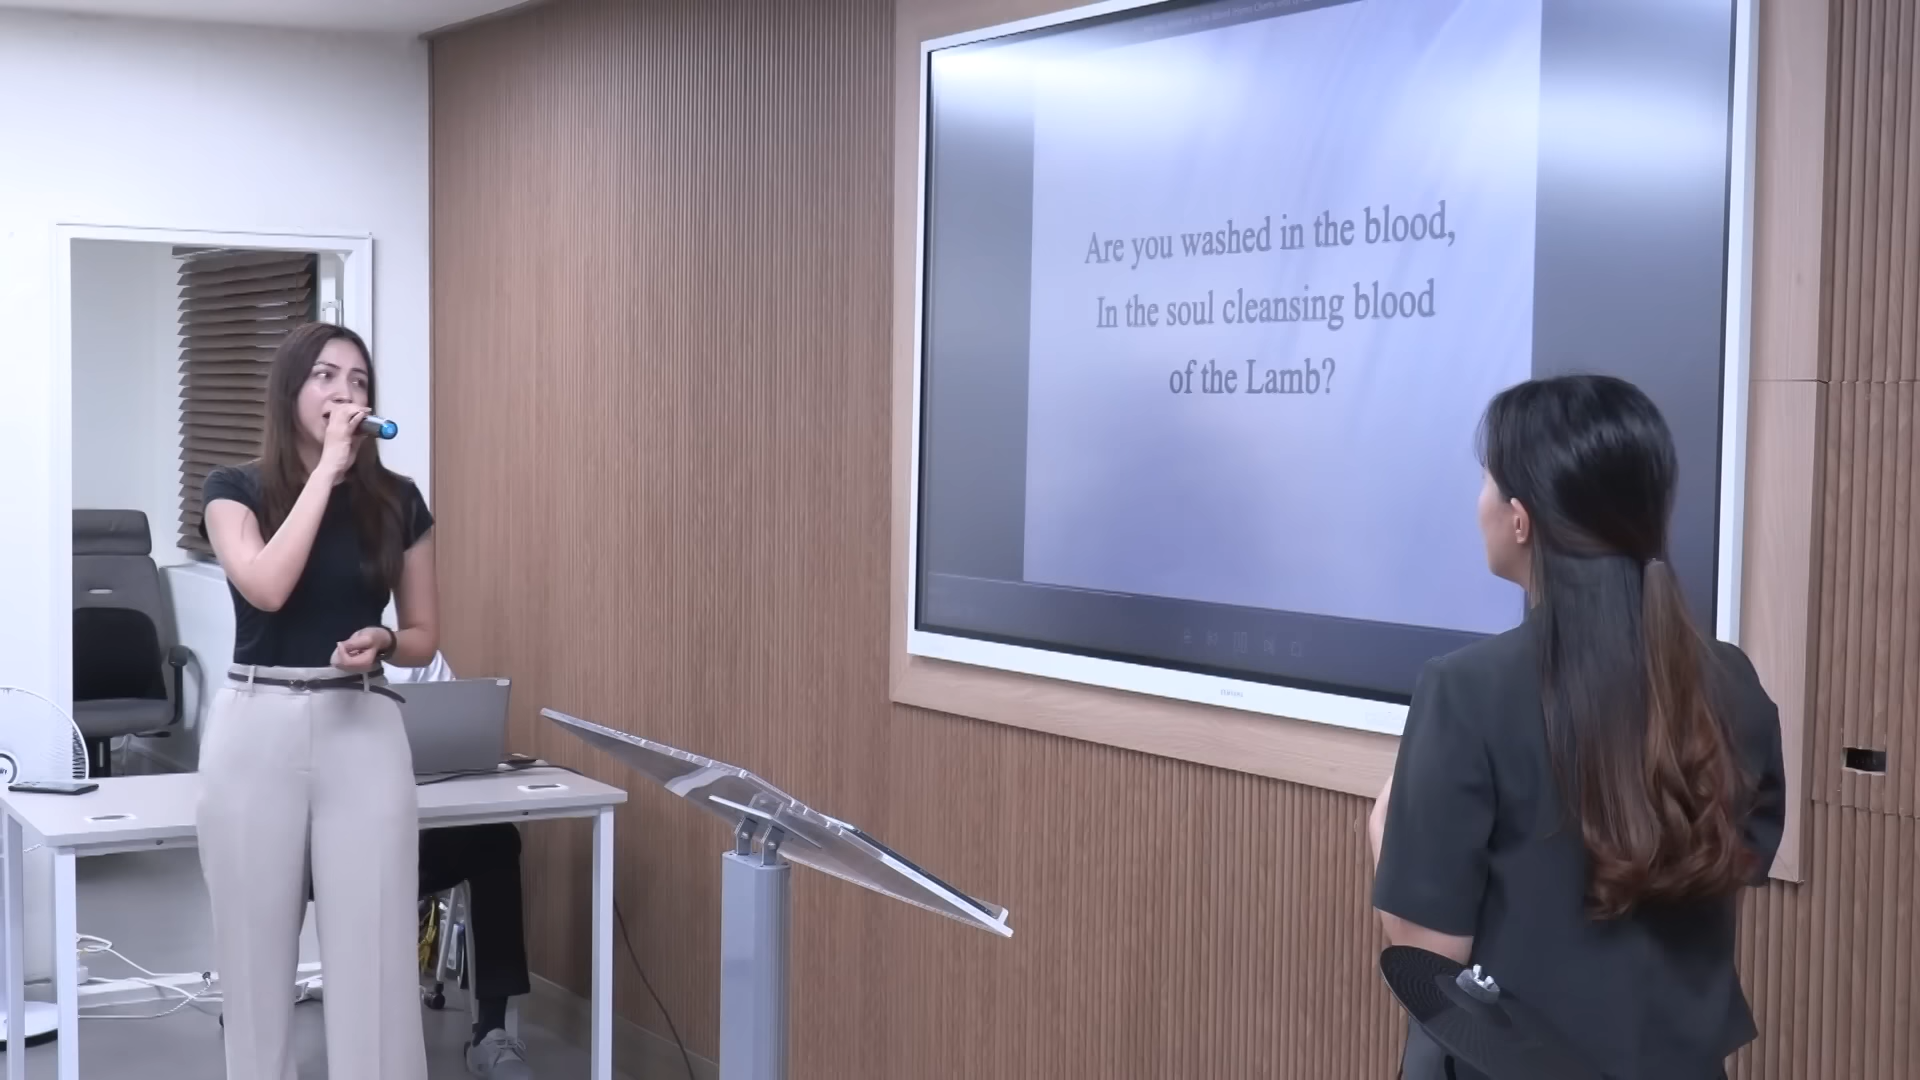 Are you washed in the blood,
In the soul cleansing blood
of the Lamb?